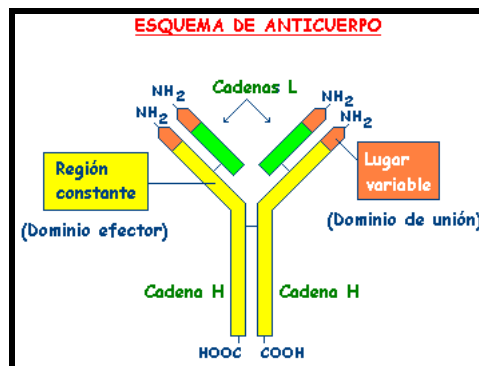 ESQUEMA DE ANTICUERPO
NH2
NH2
Cadenas L
NH2
NH2
Región
constante
(Dominio efector)
Lugar
variable
(Dominio de unión)
Cadena H
Cadena H
HOOC
COOH